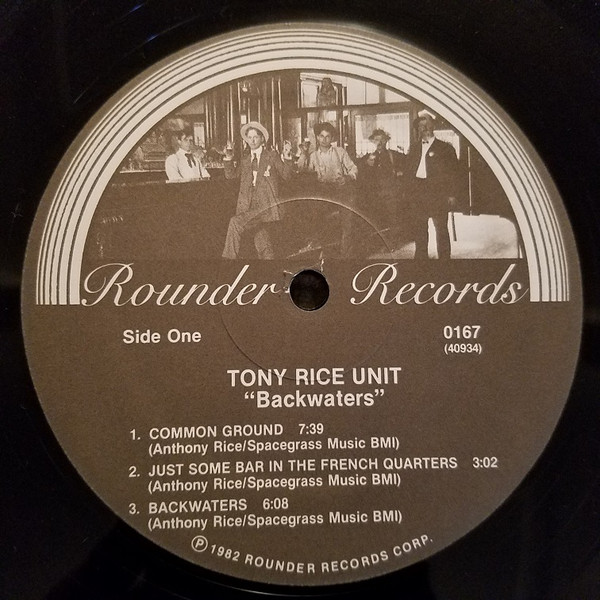 Rounder Records
Side One
0167
(40934)
TONY RICE UNIT
“Backwaters”
1. COMMON GROUND 7:39
(Anthony Rice/Spacegrass Music BMI)
2. JUST SOME BAR IN THE FRENCH QUARTERS 3:02
(Anthony Rice/Spacegrass Music BMI)
3. BACKWATERS 6:08
(Anthony Rice/Spacegrass Music BMI)
℗ 1982 ROUNDER RECORDS CORP.